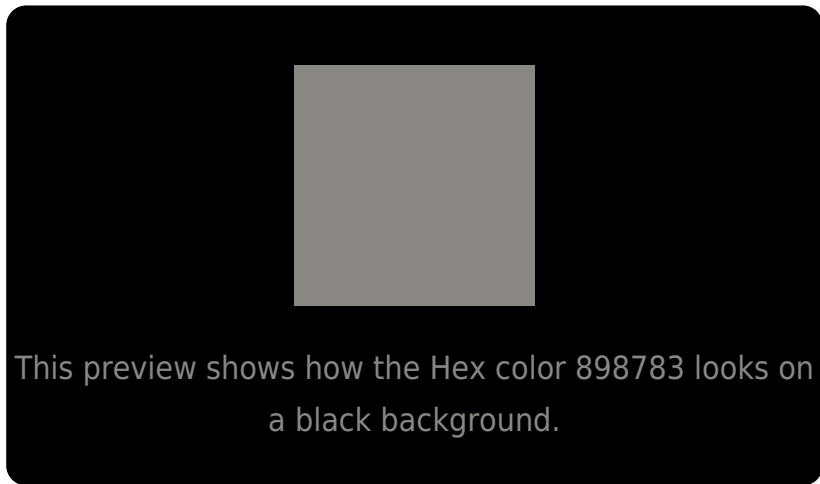 This preview shows how the Hex color 898783 looks on
a black background.